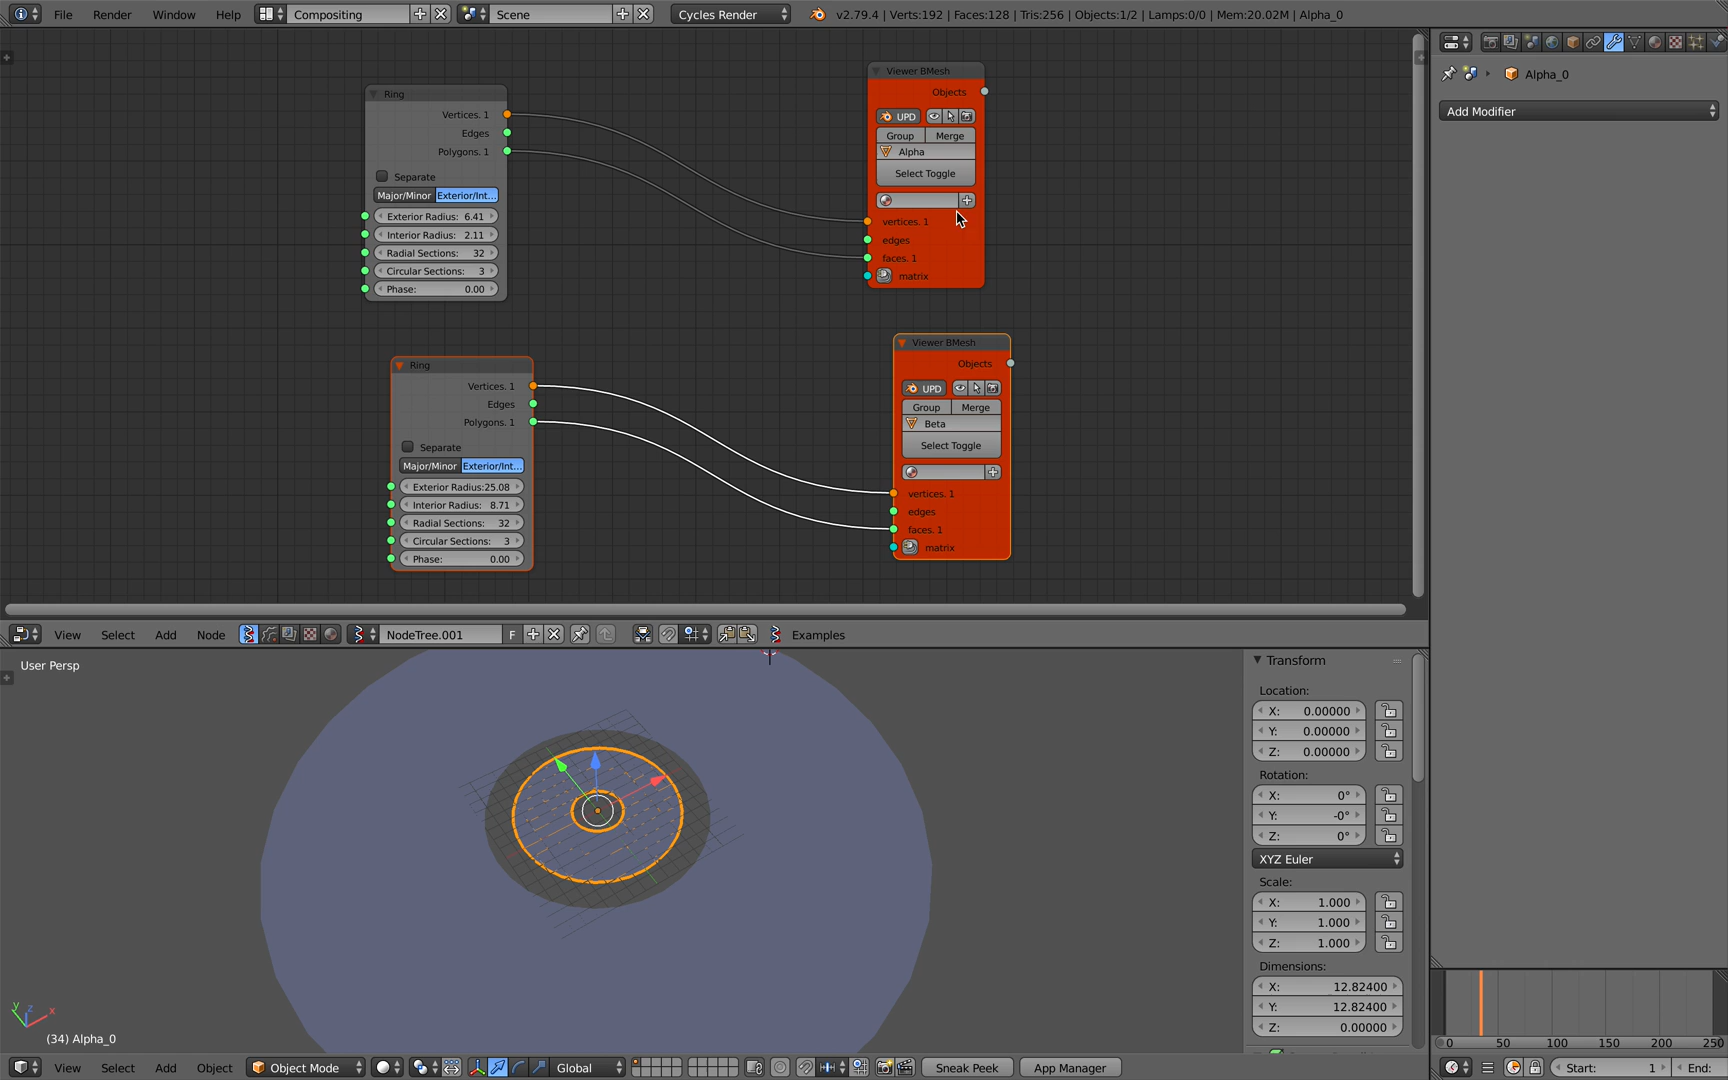 File Render Window Help Compositing Scene Cycles Render v2.79.4 | Verts:192 | Faces:128 | Tris:256 | Objects:1/2 | Lamps:0/0 | Mem:20.02M | Alpha_0
Ring
Vertices. 1
Edges
Polygons. 1
Separate
Major/Minor Exterior/Int...
Exterior Radius: 6.41
Interior Radius: 2.11
Radial Sections: 32
Circular Sections: 3
Phase: 0.00
Viewer BMesh
Objects
UPD
Group Merge
Alpha
Select Toggle
vertices. 1
edges
faces. 1
matrix
Ring
Vertices. 1
Edges
Polygons. 1
Separate
Major/Minor Exterior/Int...
Exterior Radius:25.08
Interior Radius: 8.71
Radial Sections: 32
Circular Sections: 3
Phase: 0.00
Viewer BMesh
Objects
UPD
Group Merge
Beta
Select Toggle
vertices. 1
edges
faces. 1
matrix
Alpha_0
Add Modifier
View Select Add Node NodeTree.001 F Examples
User Persp
(34) Alpha_0
Transform
Location:
X: 0.00000
Y: 0.00000
Z: 0.00000
Rotation:
X: 0°
Y: -0°
Z: 0°
XYZ Euler
Scale:
X: 1.000
Y: 1.000
Z: 1.000
Dimensions:
X: 12.82400
Y: 12.82400
Z: 0.00000
y z x
0 50 100 150 200 250
View Select Add Object Object Mode Global Sneak Peek App Manager
Start: 1 End: